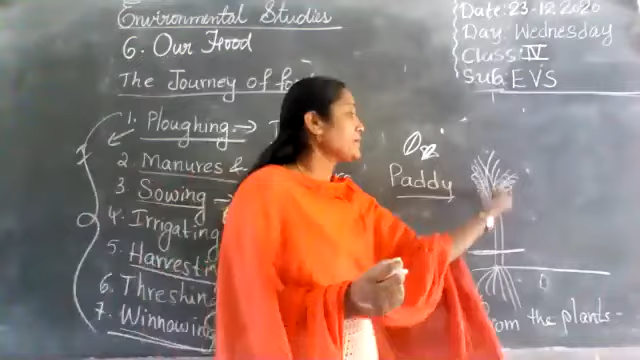 Environmental Studies
6. Our Food
The Journey of
Date: 23-12-2020
Day: Wednesday
Class: IV
Sub: EVS
1. Ploughing →
2. Manures &
3. Sowing →
4. Irrigating
5. Harvestin
6. Threshin
7. Winnowing
Paddy
from the plants-